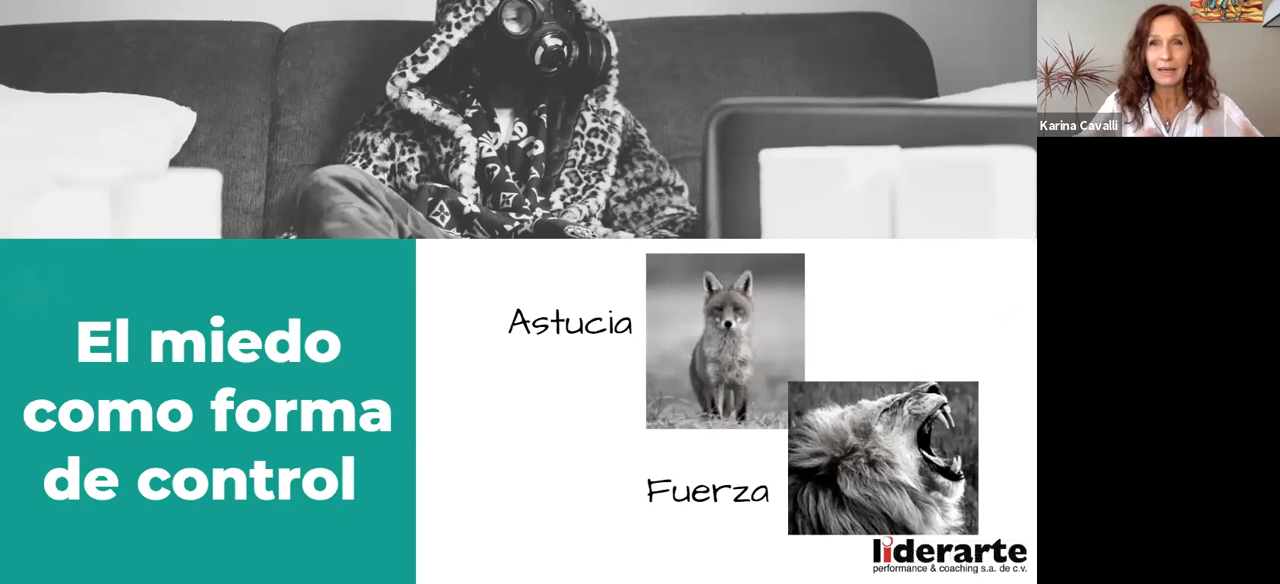 Karina Cavalli
El miedo
como forma
de control
Astucia
Fuerza
liderarte
performance & coaching s.a. de c.v.